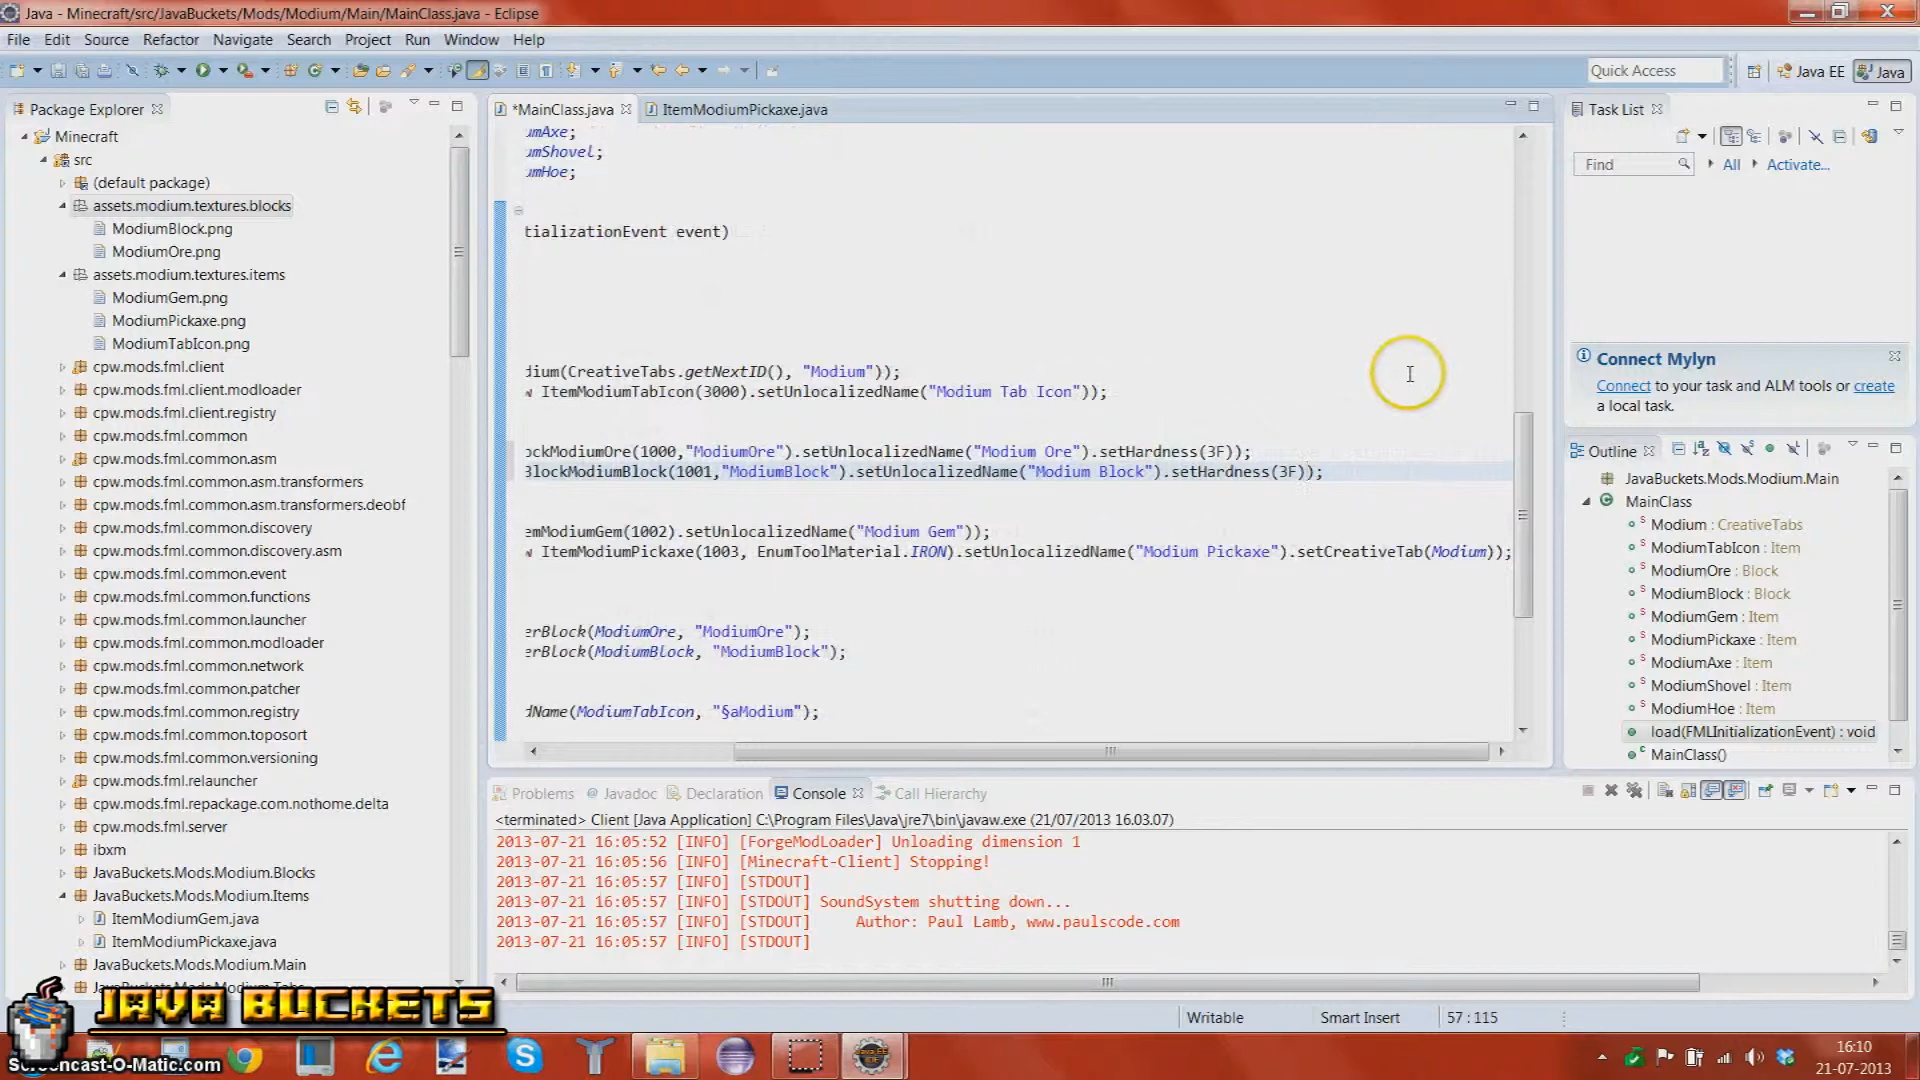 Java - Minecraft/src/JavaBuckets/Mods/Modium/Main/MainClass.java - Eclipse
File Edit Source Refactor Navigate Search Project Run Window Help
Quick Access
Java EE
Java
Package Explorer
Minecraft
src
(default package)
assets.modium.textures.blocks
ModiumBlock.png
ModiumOre.png
assets.modium.textures.items
ModiumGem.png
ModiumPickaxe.png
ModiumTabIcon.png
cpw.mods.fml.client
cpw.mods.fml.client.modloader
cpw.mods.fml.client.registry
cpw.mods.fml.common
cpw.mods.fml.common.asm
cpw.mods.fml.common.asm.transformers
cpw.mods.fml.common.asm.transformers.deobf
cpw.mods.fml.common.discovery
cpw.mods.fml.common.discovery.asm
cpw.mods.fml.common.event
cpw.mods.fml.common.functions
cpw.mods.fml.common.launcher
cpw.mods.fml.common.modloader
cpw.mods.fml.common.network
cpw.mods.fml.common.patcher
cpw.mods.fml.common.registry
cpw.mods.fml.common.toposort
cpw.mods.fml.common.versioning
cpw.mods.fml.relauncher
cpw.mods.fml.repackage.com.nothome.delta
cpw.mods.fml.server
ibxm
JavaBuckets.Mods.Modium.Blocks
JavaBuckets.Mods.Modium.Items
ItemModiumGem.java
ItemModiumPickaxe.java
JavaBuckets.Mods.Modium.Main
JavaBuckets.Mods.Modium.Tabs
*MainClass.java
ItemModiumPickaxe.java
umAxe;
umShovel;
umHoe;
tializationEvent event)
dium(CreativeTabs.getNextID(), "Modium"));
w ItemModiumTabIcon(3000).setUnlocalizedName("Modium Tab Icon"));
ockModiumOre(1000,"ModiumOre").setUnlocalizedName("Modium Ore").setHardness(3F));
BlockModiumBlock(1001,"ModiumBlock").setUnlocalizedName("Modium Block").setHardness(3F));
emModiumGem(1002).setUnlocalizedName("Modium Gem"));
w ItemModiumPickaxe(1003, EnumToolMaterial.IRON).setUnlocalizedName("Modium Pickaxe").setCreativeTab(Modium));
erBlock(ModiumOre, "ModiumOre");
erBlock(ModiumBlock, "ModiumBlock");
dName(ModiumTabIcon, "§aModium");
Task List
Find
All
Activate...
Connect Mylyn
Connect to your task and ALM tools or create
a local task.
Outline
JavaBuckets.Mods.Modium.Main
MainClass
Modium : CreativeTabs
ModiumTabIcon : Item
ModiumOre : Block
ModiumBlock : Block
ModiumGem : Item
ModiumPickaxe : Item
ModiumAxe : Item
ModiumShovel : Item
ModiumHoe : Item
load(FMLInitializationEvent) : void
MainClass()
Problems
Javadoc
Declaration
Console
Call Hierarchy
<terminated> Client [Java Application] C:\Program Files\Java\jre7\bin\javaw.exe (21/07/2013 16.03.07)
2013-07-21 16:05:52 [INFO] [ForgeModLoader] Unloading dimension 1
2013-07-21 16:05:56 [INFO] [Minecraft-Client] Stopping!
2013-07-21 16:05:57 [INFO] [STDOUT]
2013-07-21 16:05:57 [INFO] [STDOUT] SoundSystem shutting down...
2013-07-21 16:05:57 [INFO] [STDOUT] Author: Paul Lamb, www.paulscode.com
2013-07-21 16:05:57 [INFO] [STDOUT]
Writable
Smart Insert
57 : 115
JAVA BUCKETS
Screencast-O-Matic.com
16:10
21-07-2013